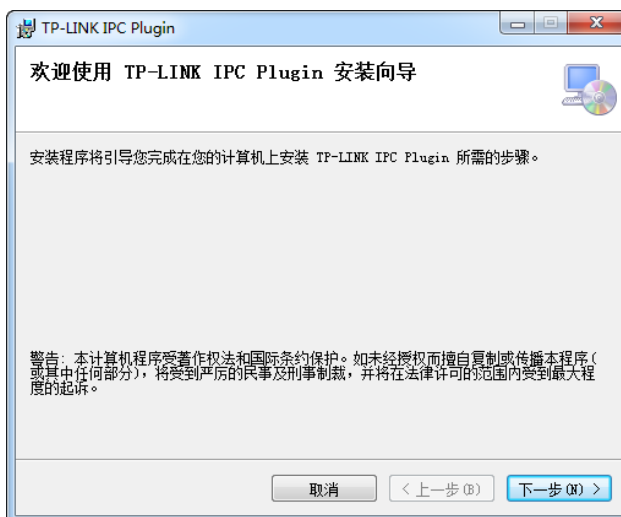 TP-LINK IPC Plugin
欢迎使用 TP-LINK IPC Plugin 安装向导
安装程序将引导您完成在您的计算机上安装 TP-LINK IPC Plugin 所需的步骤。
警告: 本计算机程序受著作权法和国际条约保护。如未经授权而擅自复制或传播本程序(
或其中任何部分), 将受到严厉的民事及刑事制裁, 并将在法律许可的范围内受到最大程
度的起诉。
取消 < 上一步(B) 下一步(N) >